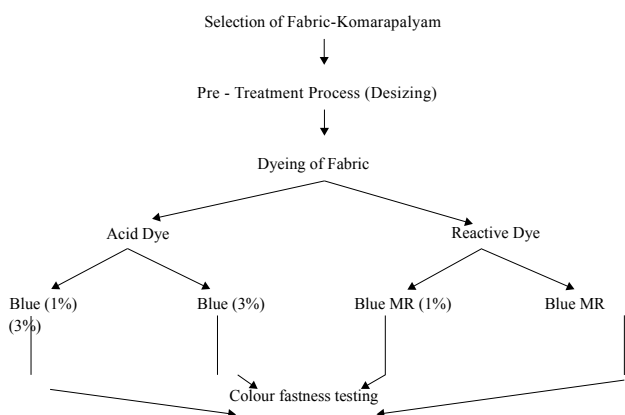 Selection of Fabric-Komarapalyam
Pre - Treatment Process (Desizing)
Dyeing of Fabric
Acid Dye
Reactive Dye
Blue (1%)
Blue (3%)
Blue MR (1%)
Blue MR
(3%)
Colour fastness testing